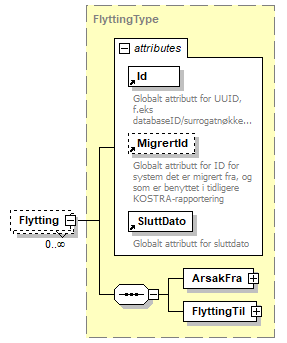 FlyttingType
attributes
Id
Globalt attributt for UUID,
f.eks
databaseID/surrogatnøkke...
MigrertId
Globalt attributt for ID for
system det er migrert fra, og
som er benyttet i tidligere
KOSTRA-rapportering
SluttDato
Globalt attributt for sluttdato
Flytting
0..∞
ArsakFra
FlyttingTil